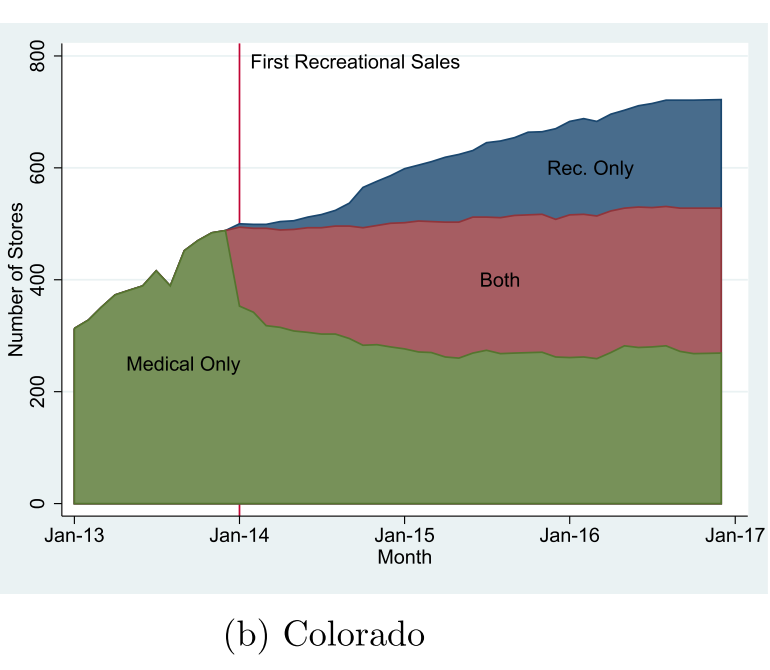 800
600
400
200
0
Number of Stores
First Recreational Sales
Rec. Only
Both
Medical Only
Jan-13 Jan-14 Jan-15 Jan-16 Jan-17
Month
(b) Colorado